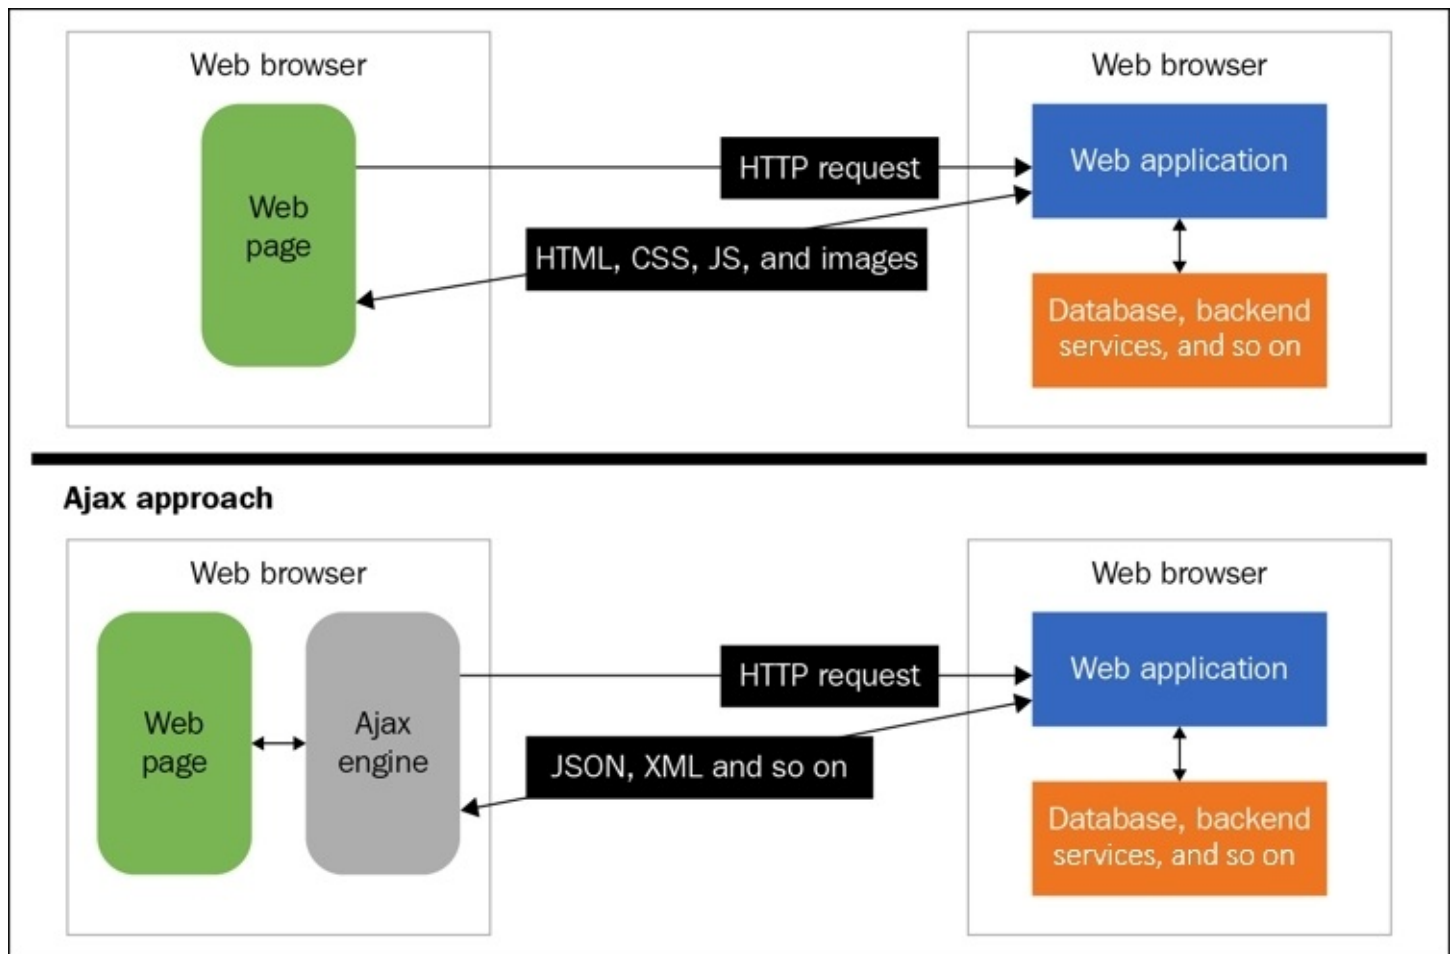 Web browser
Web browser
Web
page
HTTP request
Web application
HTML, CSS, JS, and images
Database, backend
services, and so on
Ajax approach
Web browser
Web browser
Web
page
Ajax
engine
HTTP request
Web application
JSON, XML and so on
Database, backend
services, and so on